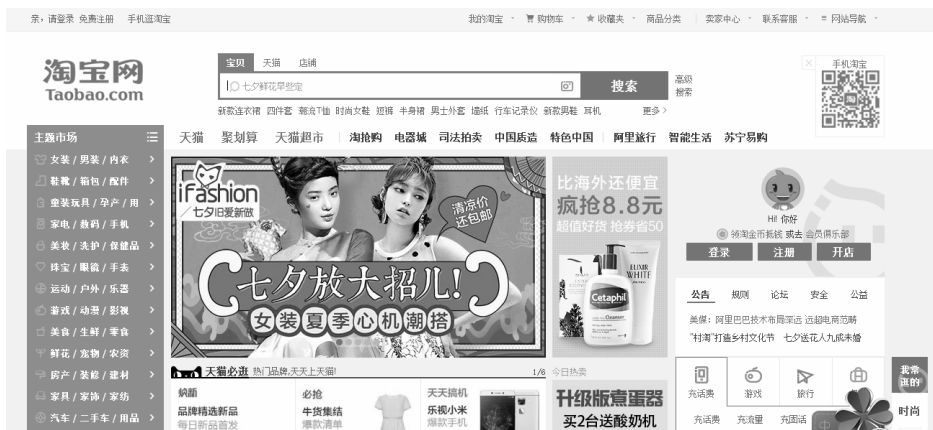 亲，请登录 免费注册 手机逛淘宝
我的淘宝 购物车 收藏夹 商品分类 卖家中心 联系客服 网站导航
淘宝网
Taobao.com
宝贝 天猫 店铺
七夕鲜花早些定
搜索
高级
搜索
手机淘宝
新款连衣裙 四件套 潮流T恤 时尚女鞋 短裤 半身裙 男士外套 墙纸 行车记录仪 新款男鞋 耳机 更多 >
主题市场
天猫 聚划算 天猫超市 淘抢购 电器城 司法拍卖 中国质造 特色中国 阿里旅行 智能生活 苏宁易购
女装 / 男装 / 内衣 >
鞋靴 / 箱包 / 配件 >
童装玩具 / 孕产 / 用 >
家电 / 数码 / 手机 >
美妆 / 洗护 / 保健品 >
珠宝 / 眼镜 / 手表 >
运动 / 户外 / 乐器 >
游戏 / 动漫 / 影视 >
美食 / 生鲜 / 零食 >
鲜花 / 宠物 / 农资 >
房产 / 装修 / 建材 >
家具 / 家饰 / 家纺 >
汽车 / 二手车 / 用品 >
iFashion
七夕旧爱新做
清凉价
还包邮
七夕放大招儿!
女装夏季心机潮搭
比海外还便宜
疯抢8.8元
超值好货 抢券省50
ELIXIR
WHITE
Cetaphil
Hi! 你好
领淘金币抵钱 或去 会员俱乐部
登录 注册 开店
公告 规则 论坛 安全 公益
美媒：阿里巴巴技术布局深远 远超电商范畴
"村淘"打造乡村文化节 七夕送花人九成未婚
天猫必逛 热门品牌,天天上天猫! 1/6
今日热卖
焕颜
品牌精选新品
每日新品首发
必抢
牛货集结
爆款清单
天天搞机
乐视小米
爆款手机
升级版煮蛋器
买2台送酸奶机
充话费 游戏 旅行
充话费 充流量 充固话
我常
逛的
时尚